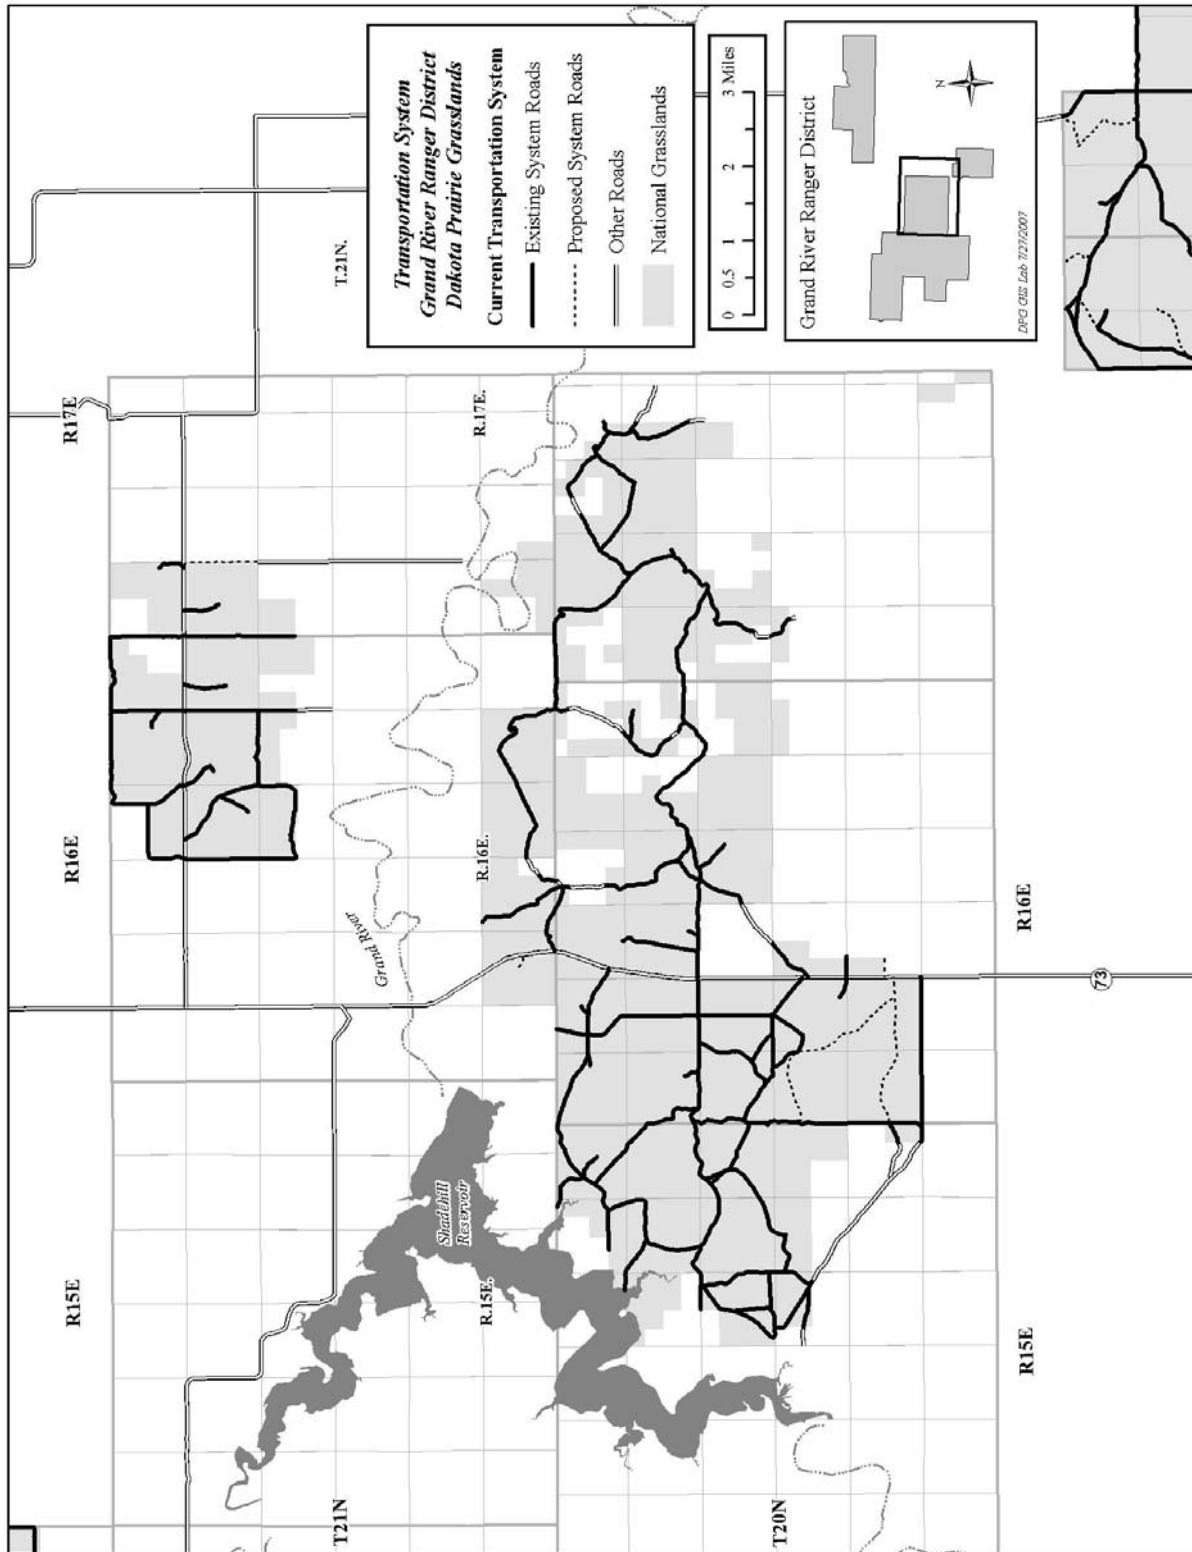 Transportation System
Grand River Ranger District
Dakota Prairie Grasslands
Current Transportation System
Existing System Roads
Proposed System Roads
Other Roads
National Grasslands
0 0.5 1 2 3 Miles
Grand River Ranger District
N
DPG GIS Lab 7/27/2007
R15E
R16E
R17E
T.21N.
T21N
Grand River
Shadehill
Reservoir
R.15E.
R.16E.
R.17E.
T20N
73
R15E
R16E